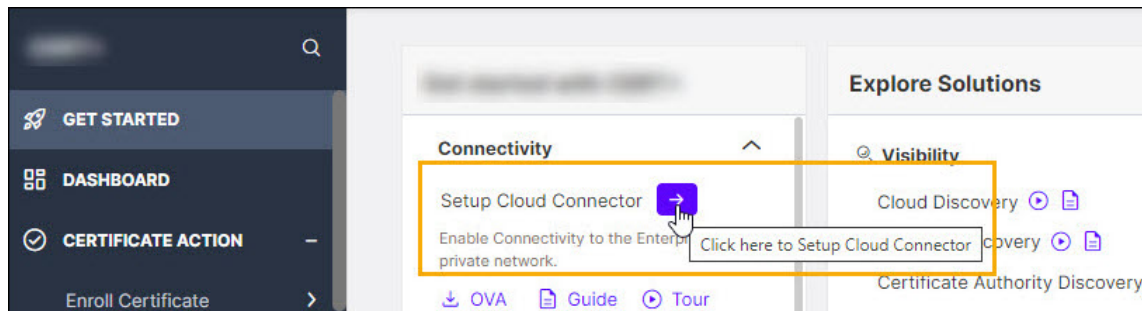 GET STARTED
DASHBOARD
CERTIFICATE ACTION
Enroll Certificate
Connectivity
Setup Cloud Connector
Enable Connectivity to the
private network.
Click here to Setup Cloud Connector
OVA Guide Tour
Explore Solutions
Visibility
Cloud Discovery
Certificate Authority Discovery